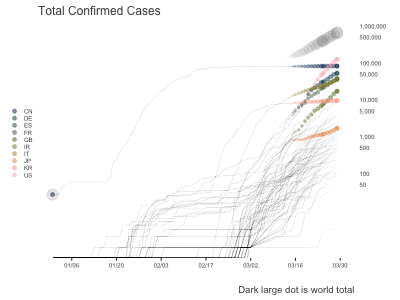 Total Confirmed Cases
1,000,000
500,000
100,000
50,000
10,000
5,000
1,000
500
100
50
CN
DE
ES
FR
GB
IR
IT
JP
KR
US
01/06
01/20
02/03
02/17
03/02
03/16
03/30
Dark large dot is world total